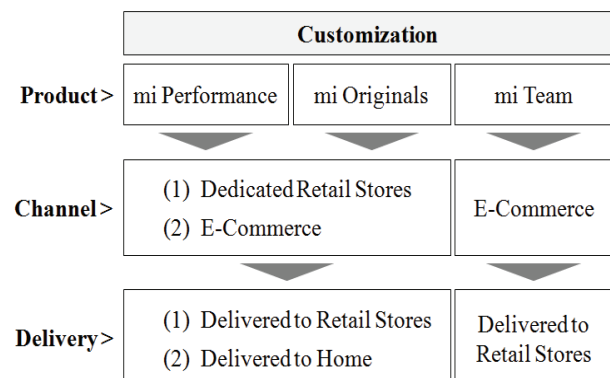 Customization
Product >
mi Performance
mi Originals
mi Team
Channel >
(1) Dedicated Retail Stores
(2) E-Commerce
E-Commerce
Delivery >
(1) Delivered to Retail Stores
(2) Delivered to Home
Delivered to
Retail Stores